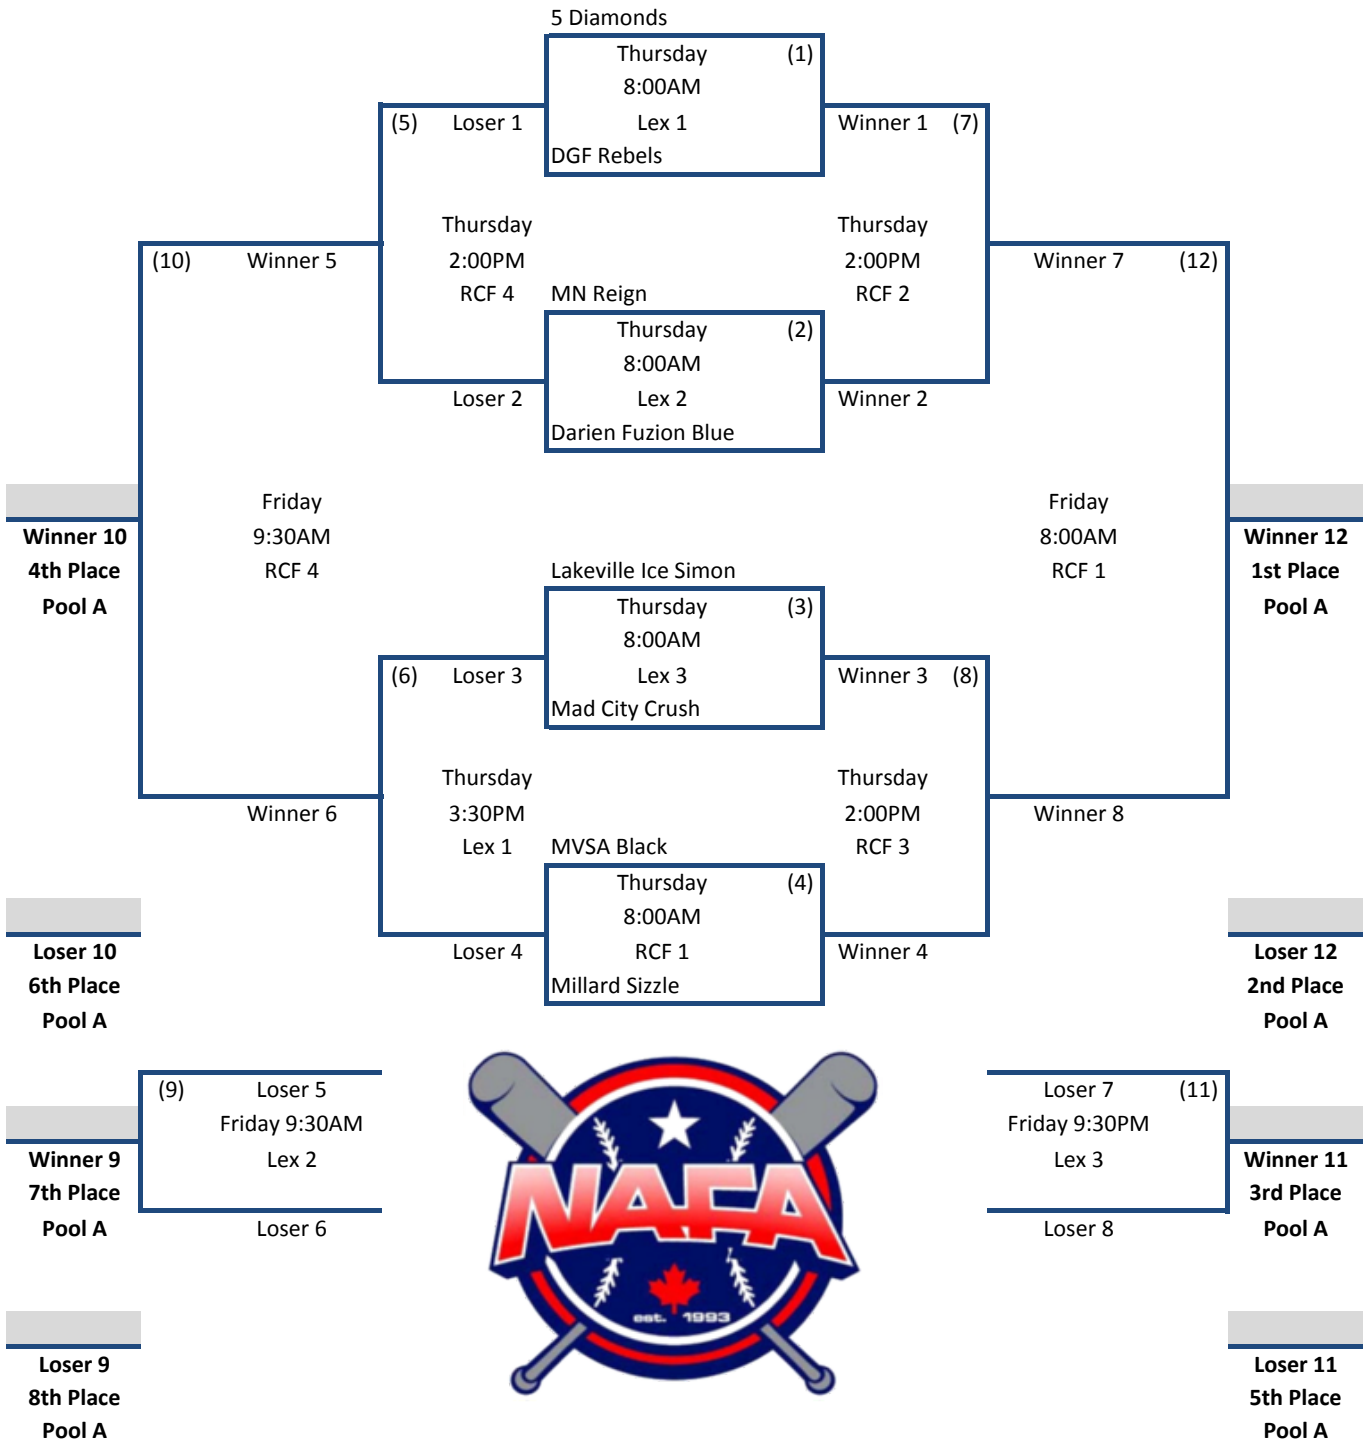 5 Diamonds
Thursday (1)
8:00AM
(5) Loser 1 Lex 1 Winner 1 (7)
DGF Rebels
Thursday Thursday
(10) Winner 5 2:00PM 2:00PM Winner 7 (12)
RCF 4 MN Reign RCF 2
Thursday (2)
8:00AM
Loser 2 Lex 2 Winner 2
Darien Fuzion Blue
Friday Friday
Winner 10 9:30AM 8:00AM Winner 12
4th Place RCF 4 Lakeville Ice Simon RCF 1 1st Place
Pool A Thursday (3) Pool A
8:00AM
(6) Loser 3 Lex 3 Winner 3 (8)
Mad City Crush
Thursday Thursday
Winner 6 3:30PM 2:00PM Winner 8
Lex 1 MVSA Black RCF 3
Thursday (4)
8:00AM
Loser 10 Loser 4 RCF 1 Winner 4 Loser 12
6th Place Millard Sizzle 2nd Place
Pool A Pool A
(9) Loser 5 Loser 7 (11)
Friday 9:30AM Friday 9:30PM
Winner 9 Lex 2 Lex 3 Winner 11
7th Place 3rd Place
Pool A Loser 6 Loser 8 Pool A
NAFA
est. 1993
Loser 9 Loser 11
8th Place 5th Place
Pool A Pool A